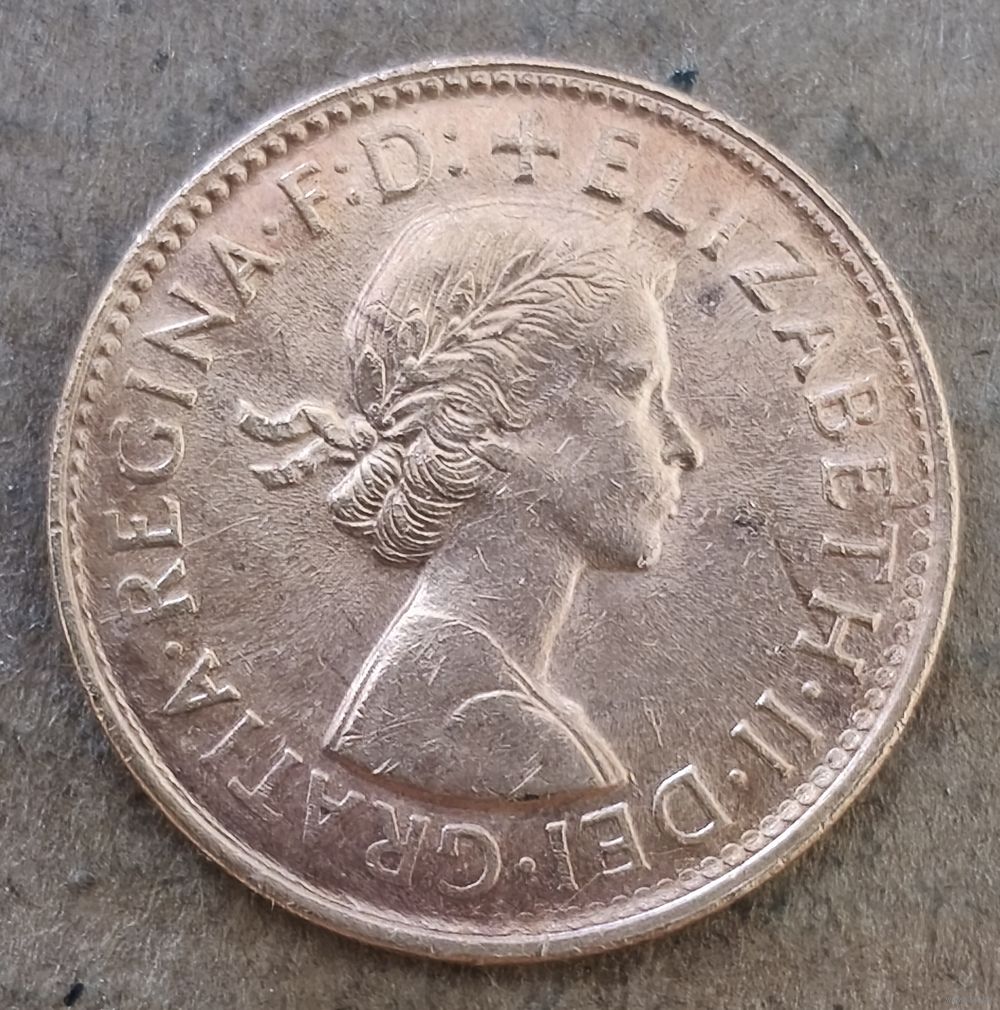 + ELIZABETH · II · DEI · GRATIA · REGINA · F: D: